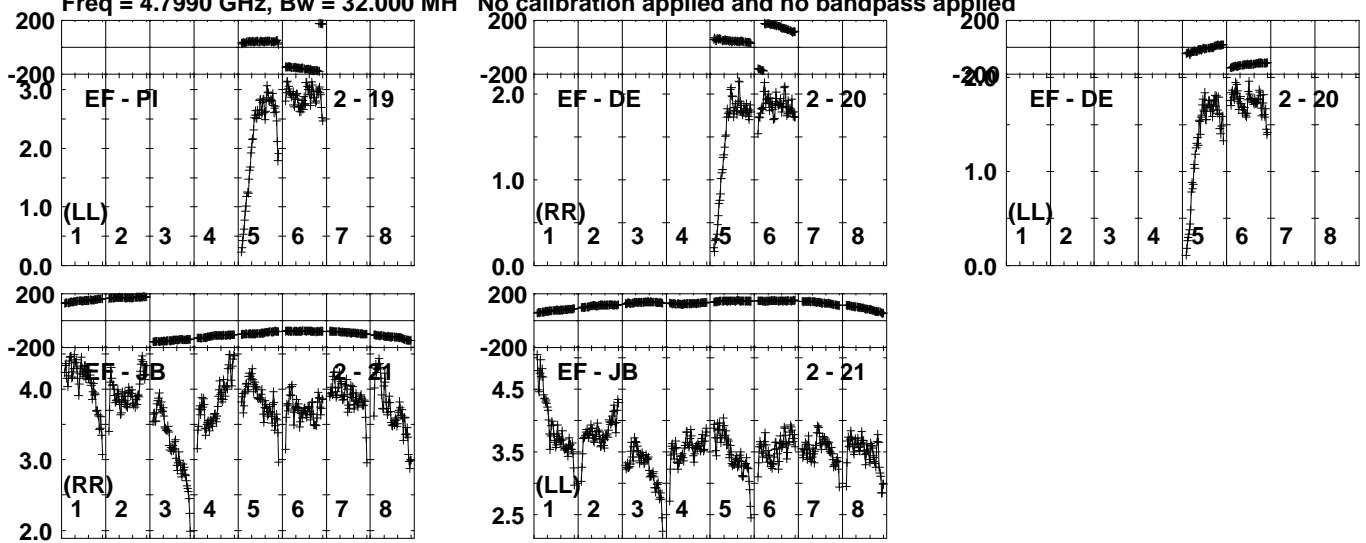 Freq = 4.7990 GHz, Bw = 32.000 MH No calibration applied and no bandpass applied
200
-200
3.0
2.0
1.0
0.0
EF - PI
2 - 19
(LL)
1 2 3 4 5 6 7 8
200
-200
2.0
1.0
0.0
EF - DE
2 - 20
(RR)
1 2 3 4 5 6 7 8
200
-200
2.0
1.0
0.0
EF - DE
2 - 20
(LL)
1 2 3 4 5 6 7 8
200
-200
4.0
3.0
2.0
EF - JB
2 - 21
(RR)
1 2 3 4 5 6 7 8
200
-200
4.5
3.5
2.5
EF - JB
2 - 21
(LL)
1 2 3 4 5 6 7 8